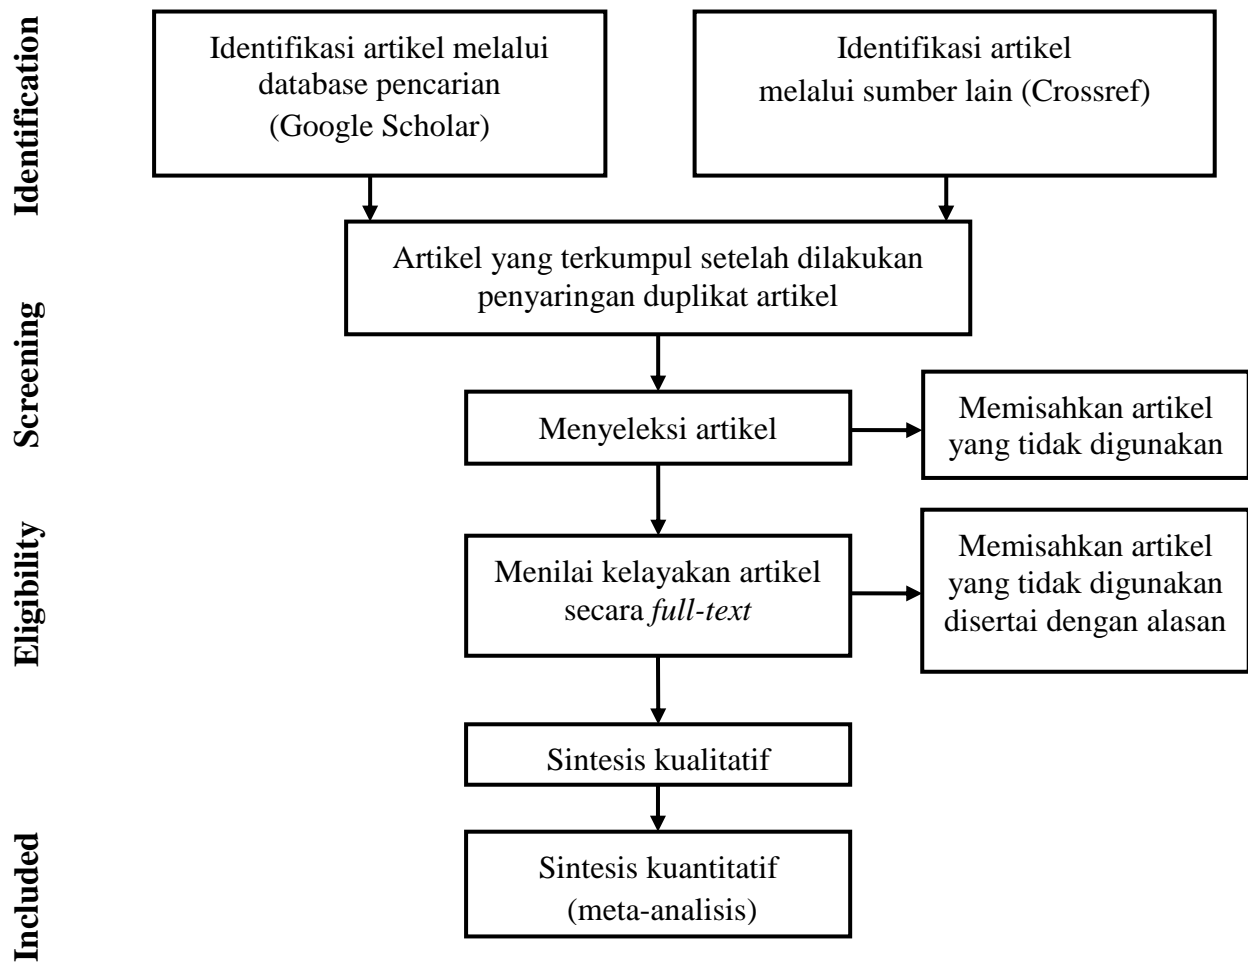 Identification
Identifikasi artikel melalui
database pencarian
(Google Scholar)
Identifikasi artikel
melalui sumber lain (Crossref)
Artikel yang terkumpul setelah dilakukan
penyaringan duplikat artikel
Screening
Menyeleksi artikel
Memisahkan artikel
yang tidak digunakan
Eligibility
Menilai kelayakan artikel
secara full-text
Memisahkan artikel
yang tidak digunakan
disertai dengan alasan
Sintesis kualitatif
Included
Sintesis kuantitatif
(meta-analisis)